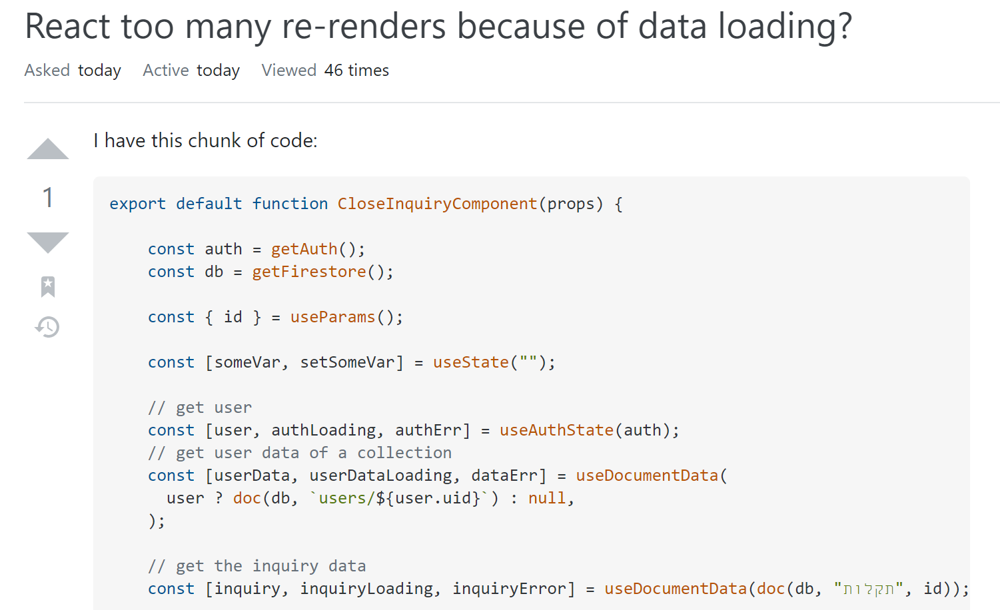 React too many re-renders because of data loading?
Asked today Active today Viewed 46 times
I have this chunk of code:
1
export default function CloseInquiryComponent(props) {
const auth = getAuth();
const db = getFirestore();
const { id } = useParams();
const [someVar, setSomeVar] = useState("");
// get user
const [user, authLoading, authErr] = useAuthState(auth);
// get user data of a collection
const [userData, userDataLoading, dataErr] = useDocumentData(
user ? doc(db, `users/${user.uid}`) : null,
);
// get the inquiry data
const [inquiry, inquiryLoading, inquiryError] = useDocumentData(doc(db, "תקלות", id));